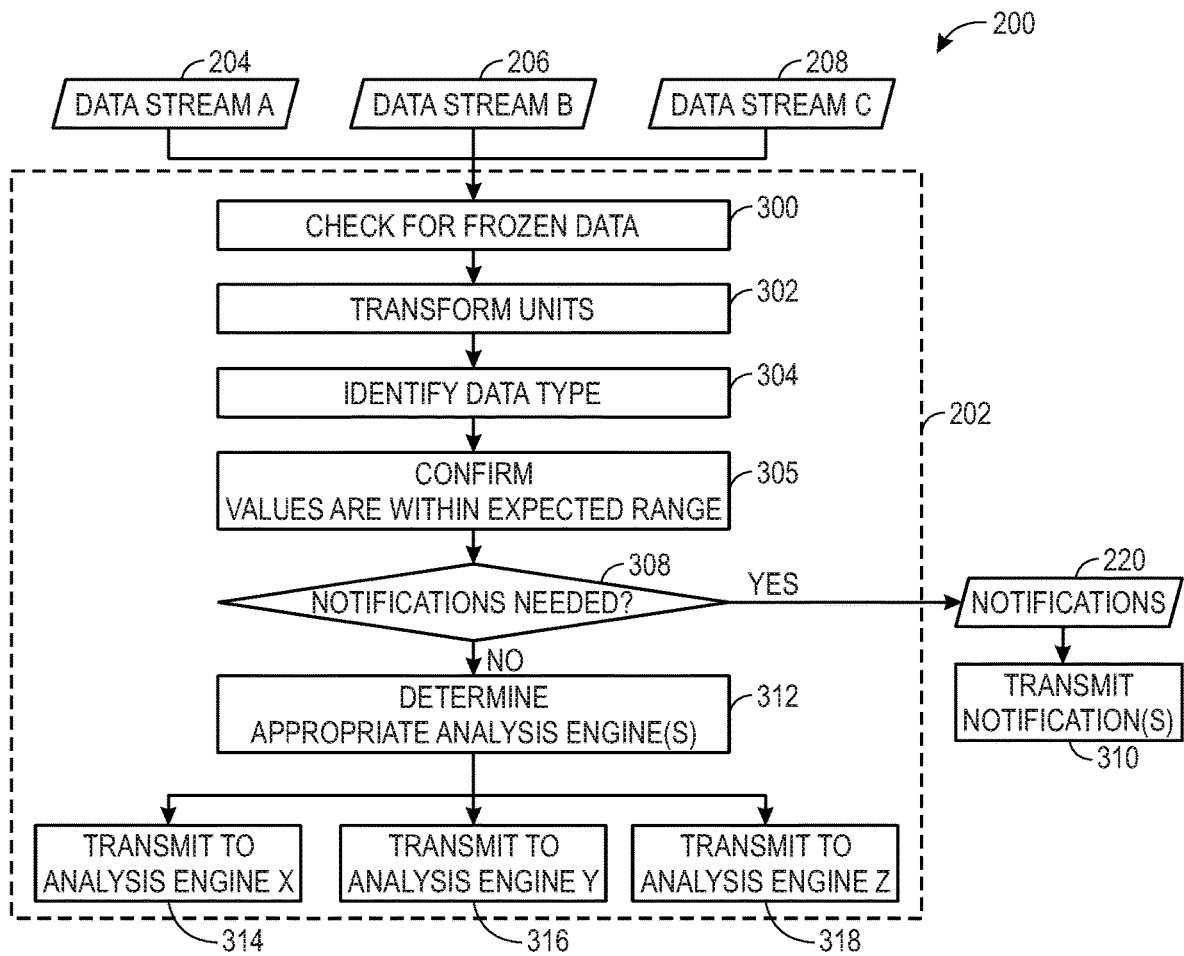 200
204
206
208
DATA STREAM A
DATA STREAM B
DATA STREAM C
CHECK FOR FROZEN DATA
300
TRANSFORM UNITS
302
IDENTIFY DATA TYPE
304
202
CONFIRM
VALUES ARE WITHIN EXPECTED RANGE
305
308
NOTIFICATIONS NEEDED?
YES
220
NOTIFICATIONS
TRANSMIT
NOTIFICATION(S)
310
NO
DETERMINE
APPROPRIATE ANALYSIS ENGINE(S)
312
TRANSMIT TO
ANALYSIS ENGINE X
314
TRANSMIT TO
ANALYSIS ENGINE Y
316
TRANSMIT TO
ANALYSIS ENGINE Z
318